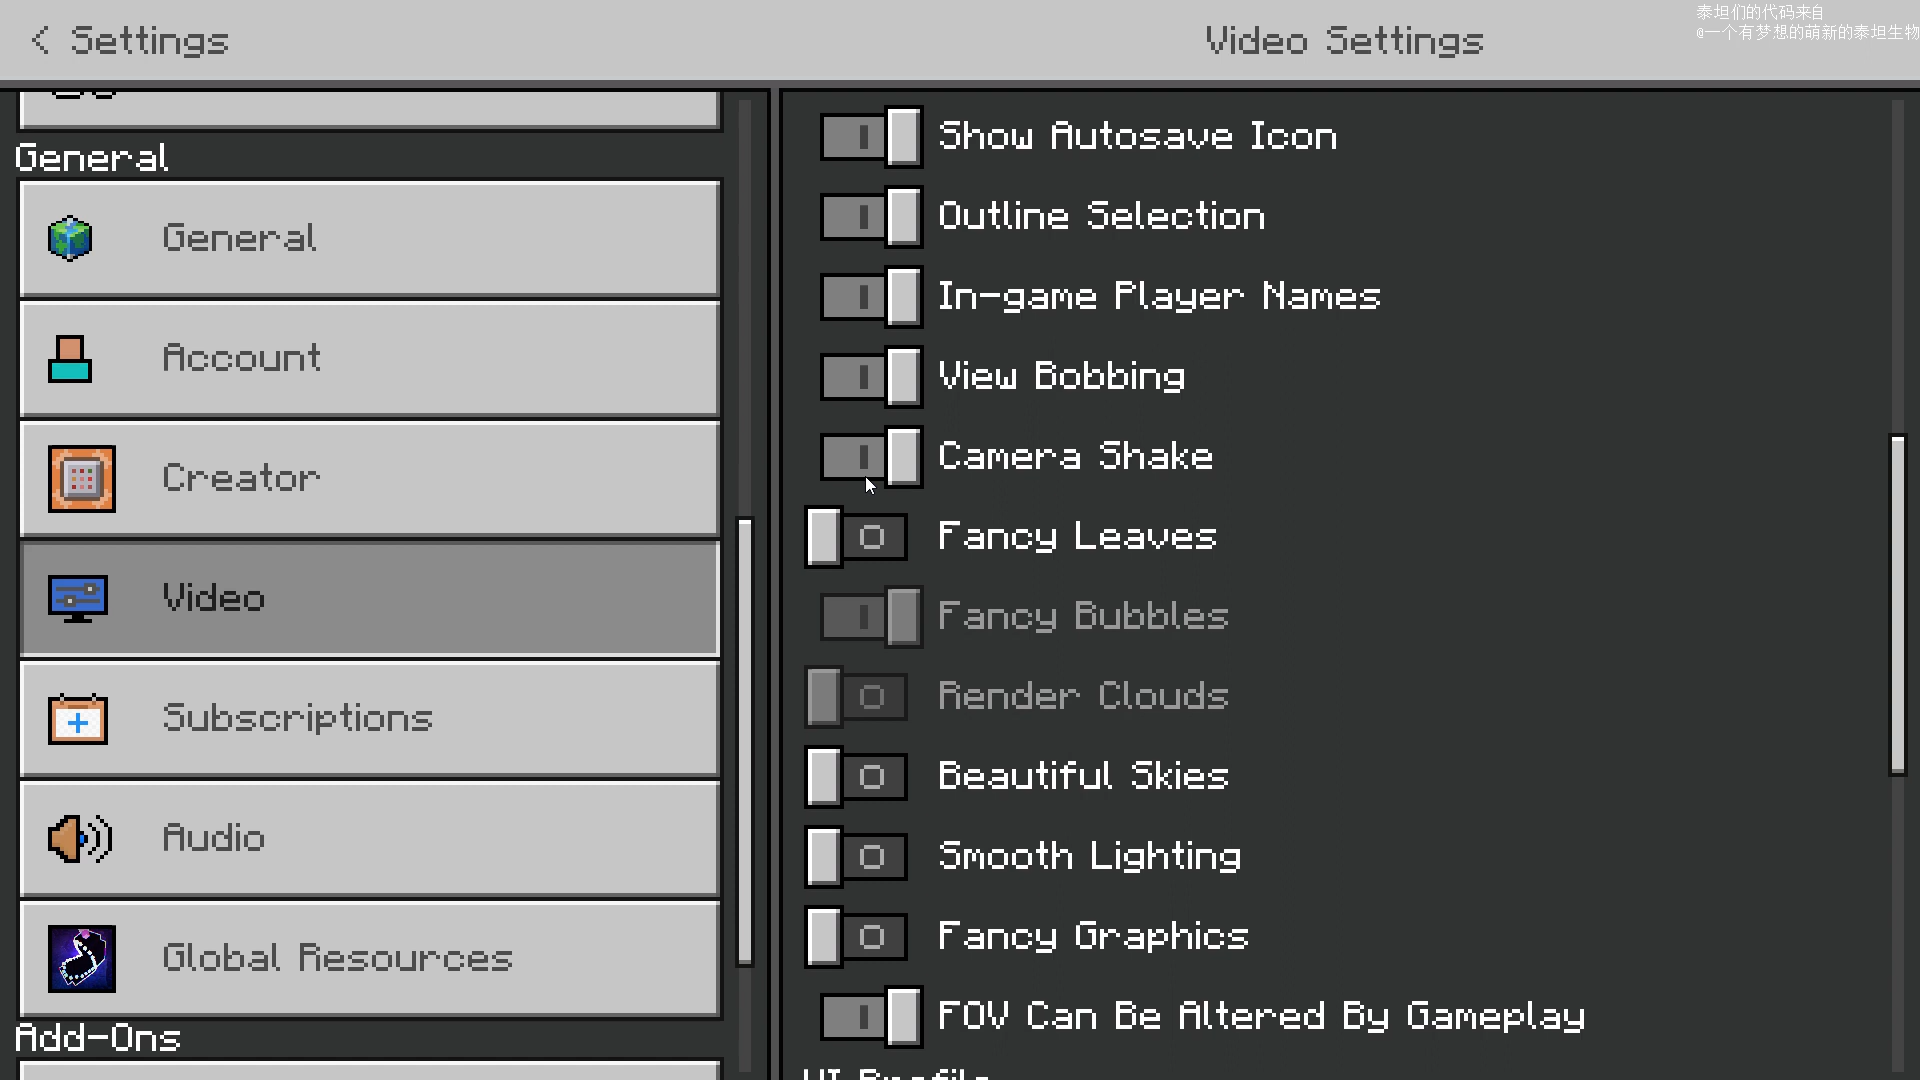 Settings
Video Settings
泰坦们的代码来自
@一个有梦想的萌新的泰坦生物
General
General
Account
Creator
Video
Subscriptions
Audio
Global Resources
Add-Ons
Show Autosave Icon
Outline Selection
In-game Player Names
View Bobbing
Camera Shake
Fancy Leaves
Fancy Bubbles
Render Clouds
Beautiful Skies
Smooth Lighting
Fancy Graphics
FOV Can Be Altered By Gameplay
UI Profile